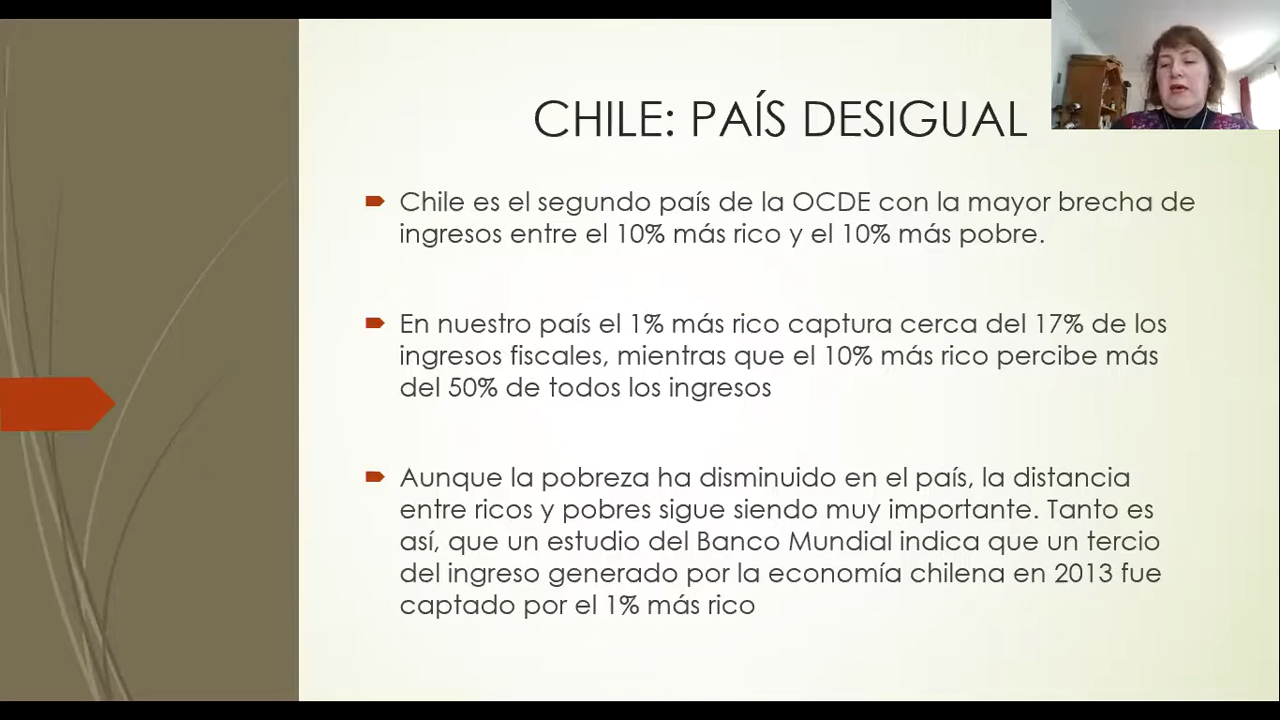 CHILE: PAÍS DESIGUAL
Chile es el segundo país de la OCDE con la mayor brecha de
ingresos entre el 10% más rico y el 10% más pobre.
En nuestro país el 1% más rico captura cerca del 17% de los
ingresos fiscales, mientras que el 10% más rico percibe más
del 50% de todos los ingresos
Aunque la pobreza ha disminuido en el país, la distancia
entre ricos y pobres sigue siendo muy importante. Tanto es
así, que un estudio del Banco Mundial indica que un tercio
del ingreso generado por la economía chilena en 2013 fue
captado por el 1% más rico